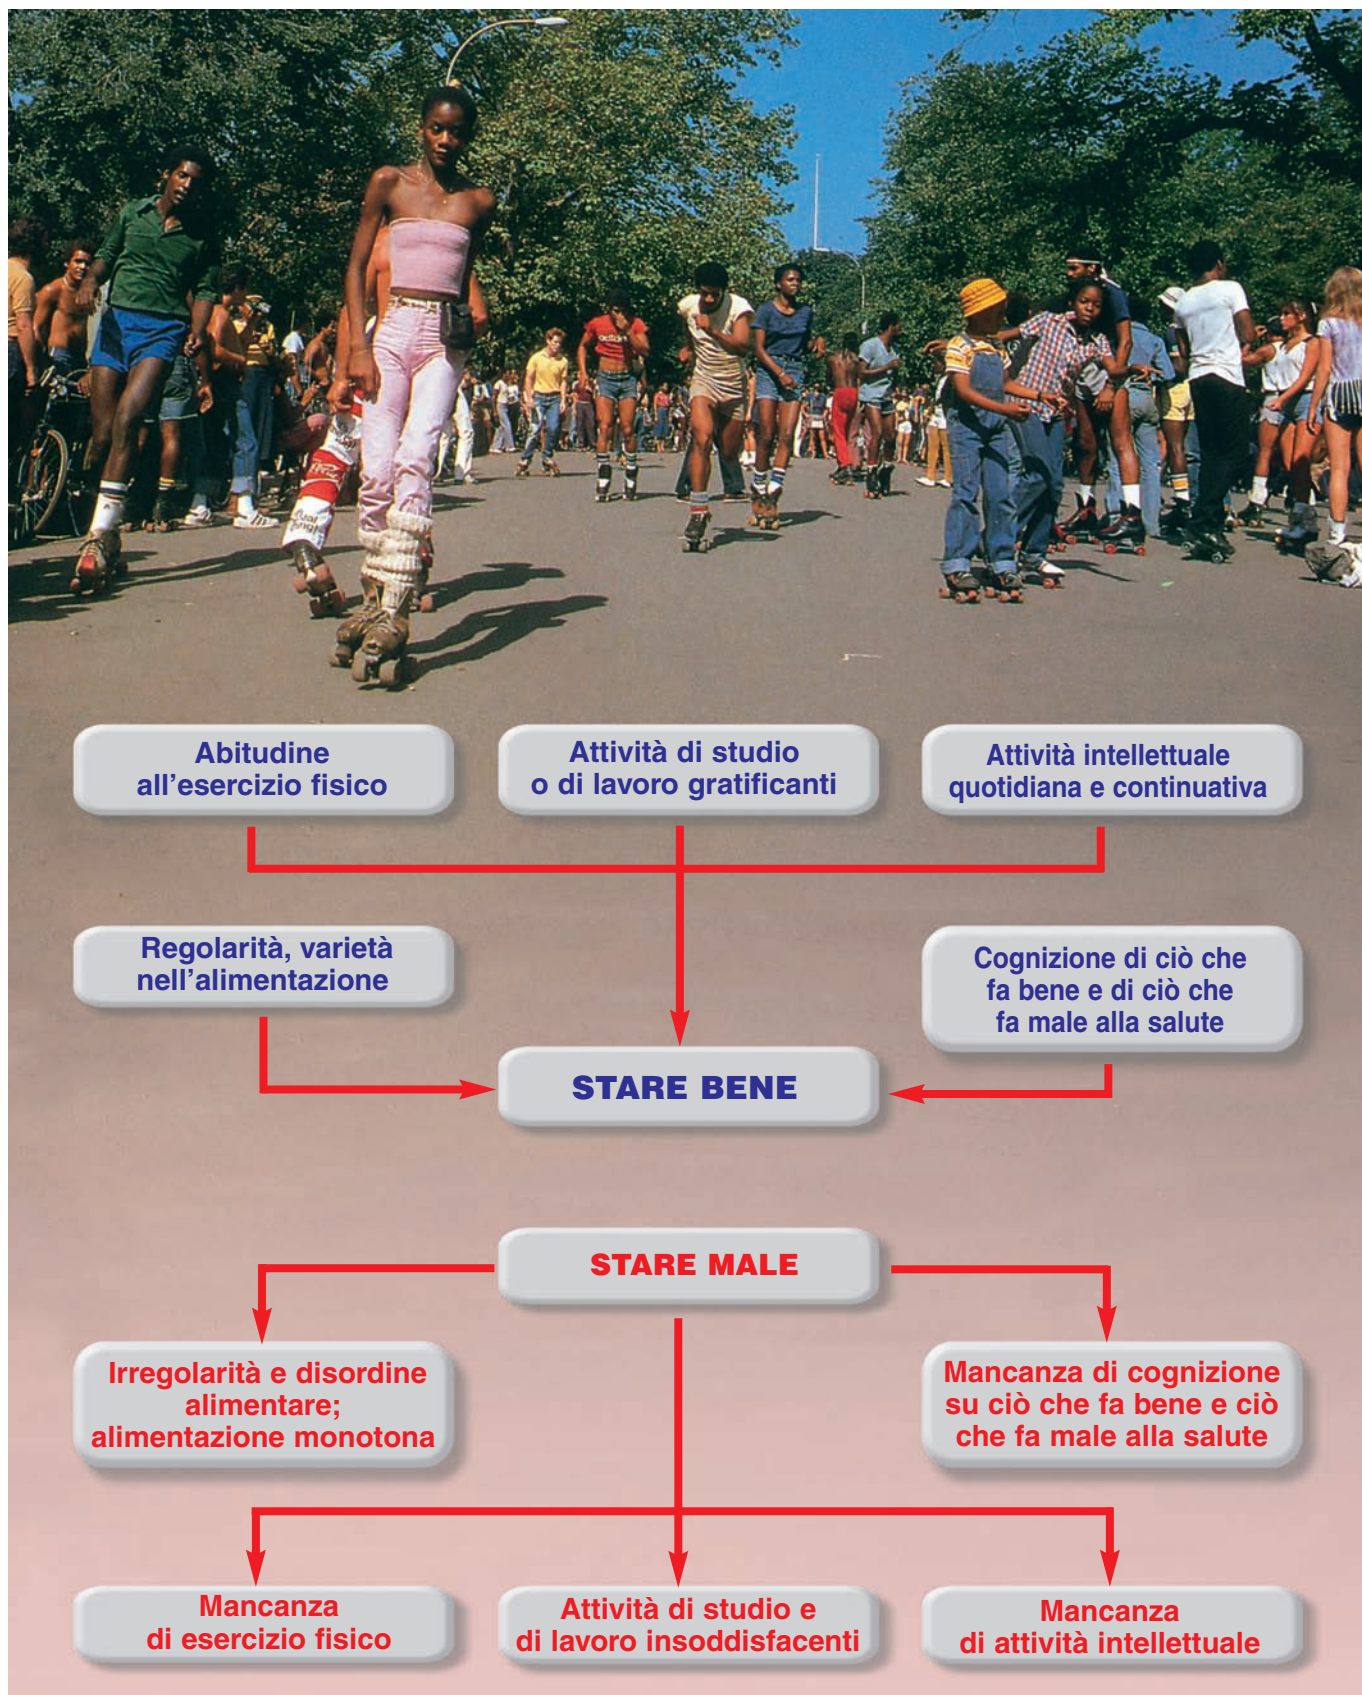 adidas
Coca-Cola
Abitudine
all'esercizio fisico
Attività di studio
o di lavoro gratificanti
Attività intellettuale
quotidiana e continuativa
Regolarità, varietà
nell'alimentazione
Cognizione di ciò che
fa bene e di ciò che
fa male alla salute
STARE BENE
STARE MALE
Irregolarità e disordine
alimentare;
alimentazione monotona
Mancanza di cognizione
su ciò che fa bene e ciò
che fa male alla salute
Mancanza
di esercizio fisico
Attività di studio e
di lavoro insoddisfacenti
Mancanza
di attività intellettuale